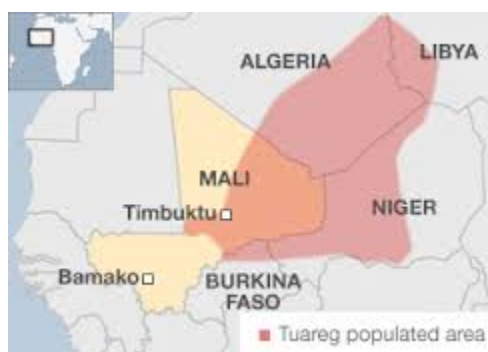 ALGERIA
LIBYA
MALI
Timbuktu
NIGER
Bamako
BURKINA
FASO
Tuareg populated area